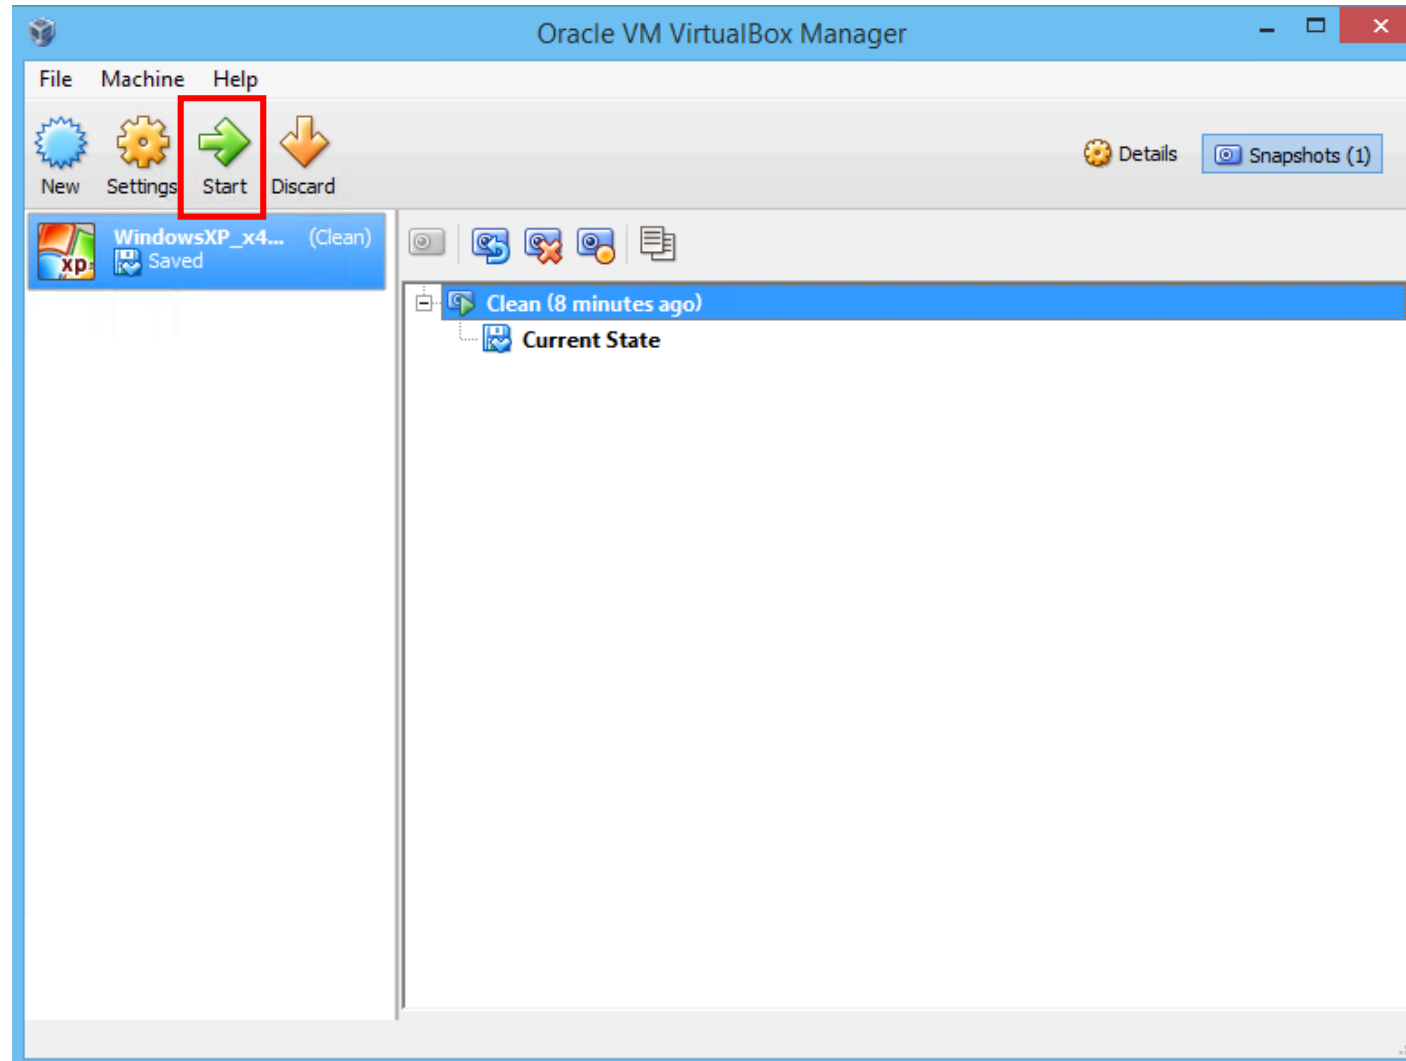 Oracle VM VirtualBox Manager
File Machine Help
New Settings Start Discard
Details Snapshots (1)
WindowsXP_x4... (Clean)
Saved
xp
Clean (8 minutes ago)
Current State